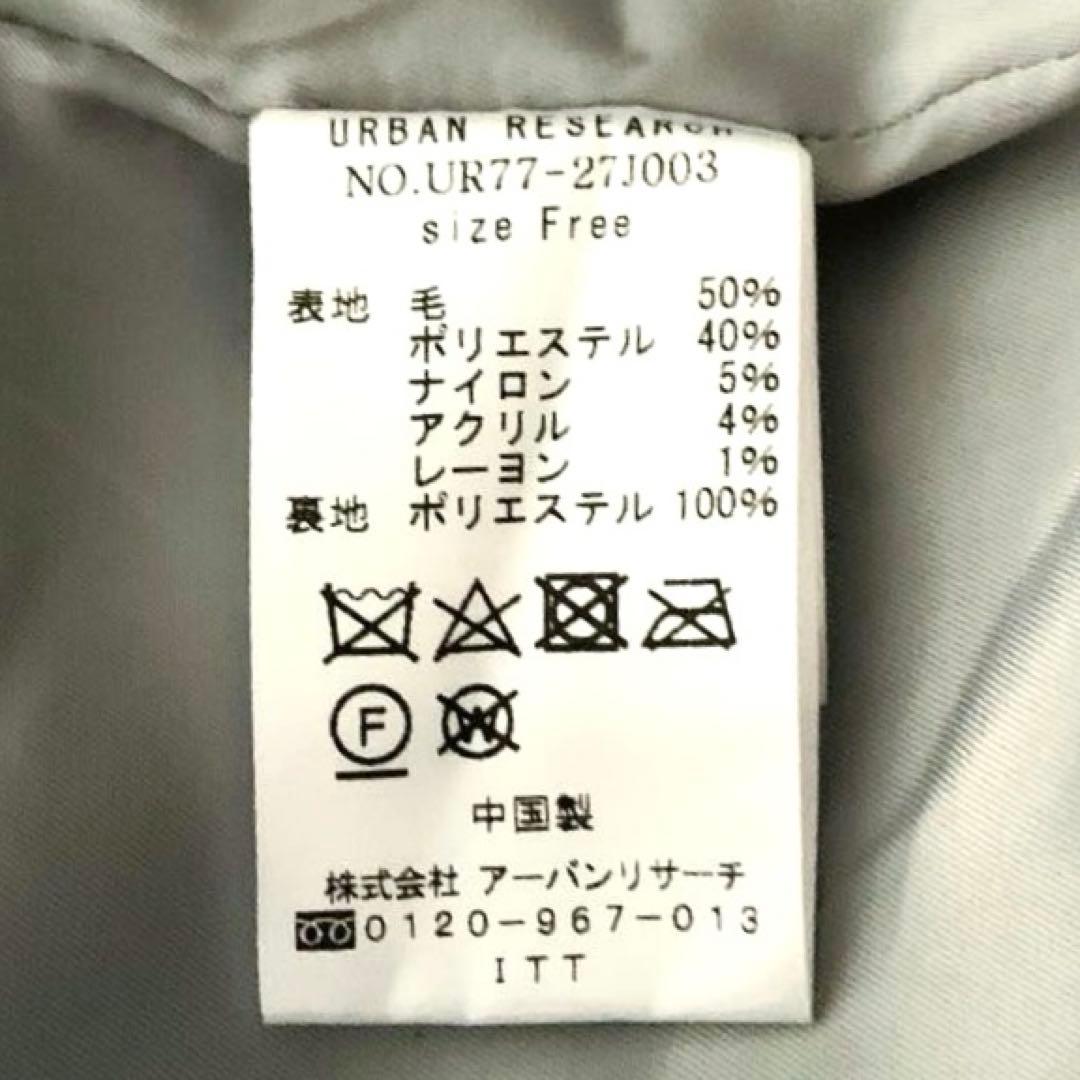 URBAN RESEARCH
NO.UR77-27J003
size Free
表地 毛 50%
ポリエステル 40%
ナイロン 5%
アクリル 4%
レーヨン 1%
裏地 ポリエステル 100%
F W
中国製
株式会社 アーバンリサーチ
0120-967-013
ITT